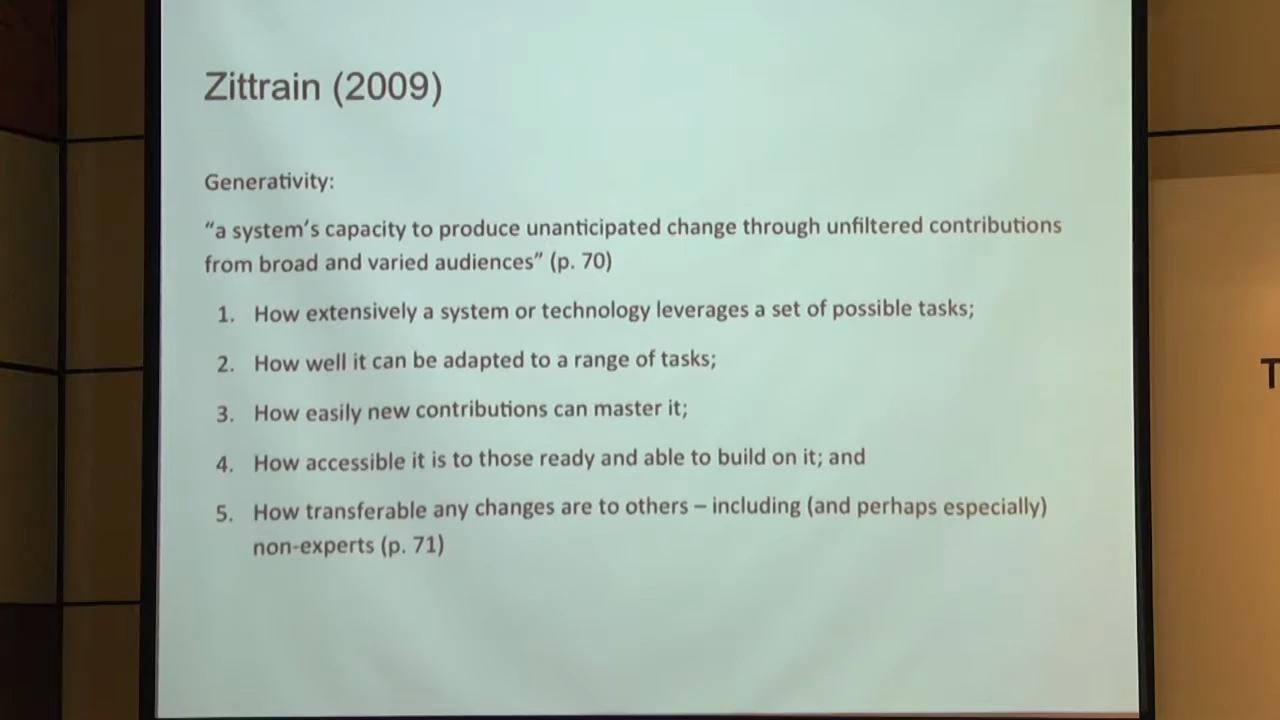 Zittrain (2009)
Generativity:
“a system’s capacity to produce unanticipated change through unfiltered contributions
from broad and varied audiences” (p. 70)
1. How extensively a system or technology leverages a set of possible tasks;
2. How well it can be adapted to a range of tasks;
3. How easily new contributions can master it;
4. How accessible it is to those ready and able to build on it; and
5. How transferable any changes are to others – including (and perhaps especially)
non-experts (p. 71)
T